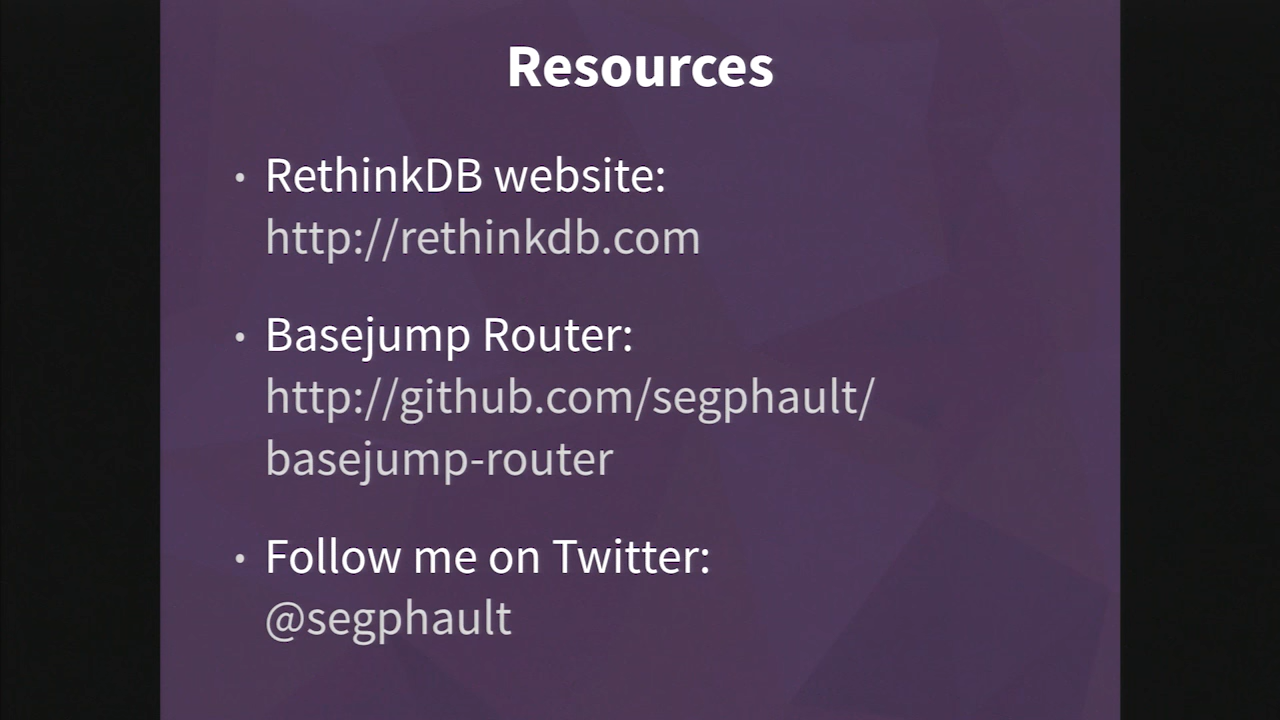 Resources
• RethinkDB website:
http://rethinkdb.com
• Basejump Router:
http://github.com/segphault/
basejump-router
• Follow me on Twitter:
@segphault